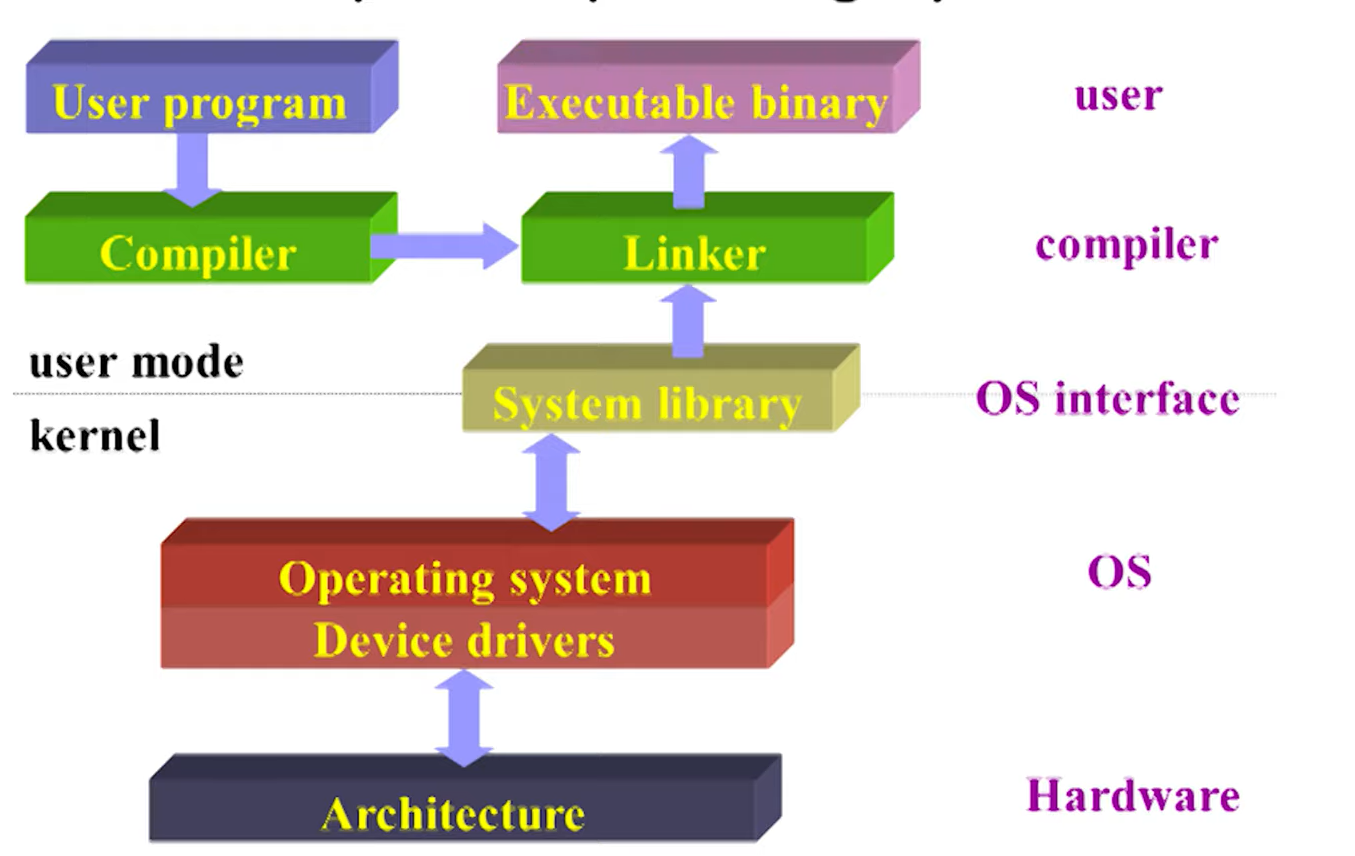 User program
Executable binary
user
Compiler
Linker
compiler
user mode
System library
OS interface
kernel
Operating system
OS
Device drivers
Architecture
Hardware